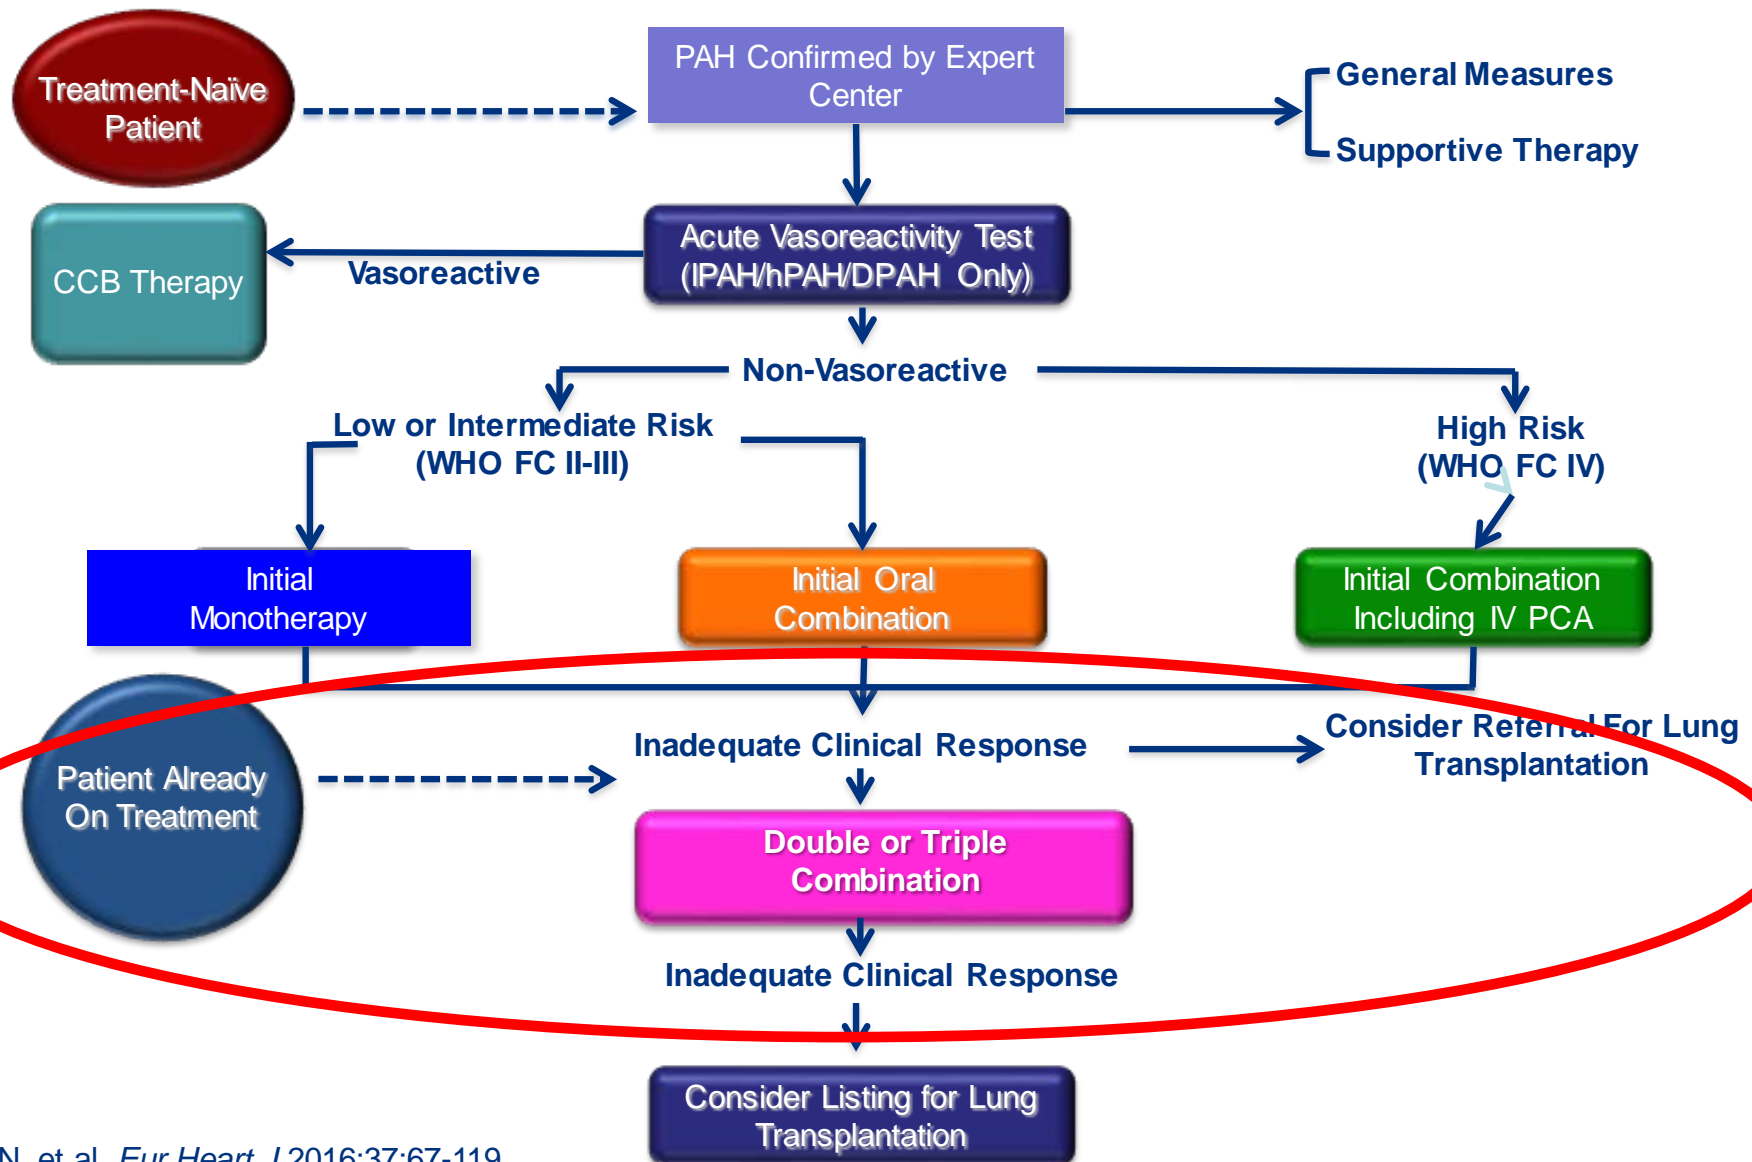 Treatment-Naïve
Patient
PAH Confirmed by Expert
Center
General Measures
Supportive Therapy
CCB Therapy
Vasoreactive
Acute Vasoreactivity Test
(IPAH/hPAH/DPAH Only)
Non-Vasoreactive
Low or Intermediate Risk
(WHO FC II-III)
High Risk
(WHO FC IV)
Initial
Monotherapy
Initial Oral
Combination
Initial Combination
Including IV PCA
Patient Already
On Treatment
Inadequate Clinical Response
Consider Referral For Lung
Transplantation
Double or Triple
Combination
Inadequate Clinical Response
Consider Listing for Lung
Transplantation
N, et al. Eur Heart J 2016;37:67-119